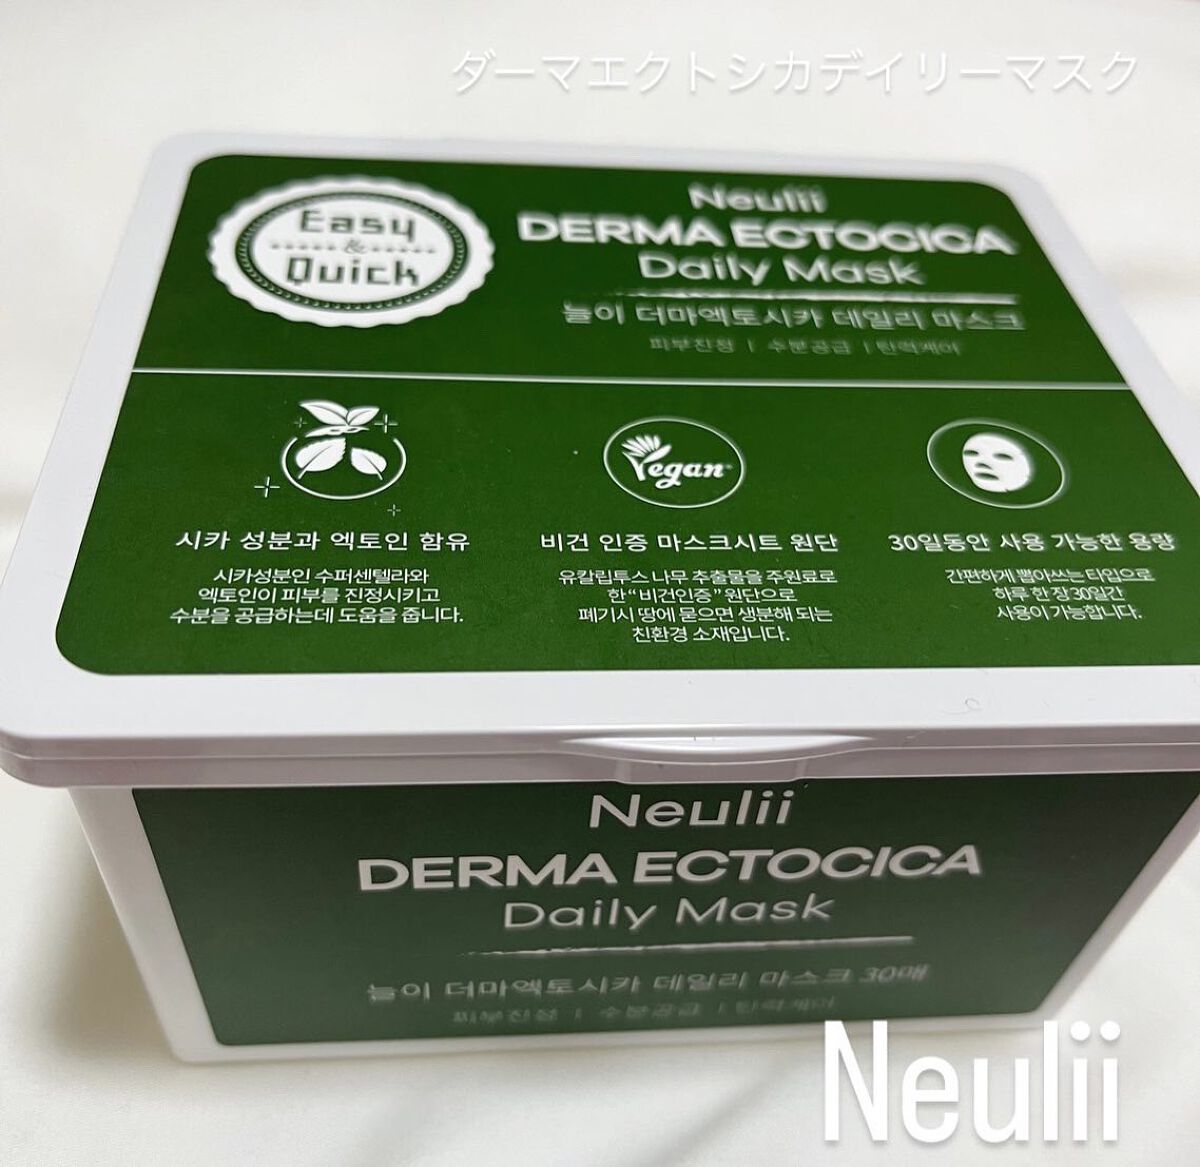 ダーマエクトシカデイリーマスク
Easy
&
Quick
Neulii
DERMA ECTOCICA
Daily Mask
늘이 더마엑토시카 데일리 마스크
피부진정 | 수분공급 | 탄력케어
Vegan
시카 성분과 엑토인 함유
시카성분인 수퍼센텔라와
엑토인이 피부를 진정시키고
수분을 공급하는데 도움을 줍니다.
비건 인증 마스크시트 원단
유칼립투스 나무 추출물을 주원료로
한 “비건인증” 원단으로
폐기시 땅에 묻으면 생분해 되는
친환경 소재입니다.
30일동안 사용 가능한 용량
간편하게 뽑아쓰는 타입으로
하루 한 장 30일간
사용이 가능합니다.
Neulii
DERMA ECTOCICA
Daily Mask
늘이 더마엑토시카 데일리 마스크 30매
피부진정 | 수분공급 | 탄력케어
Neulii